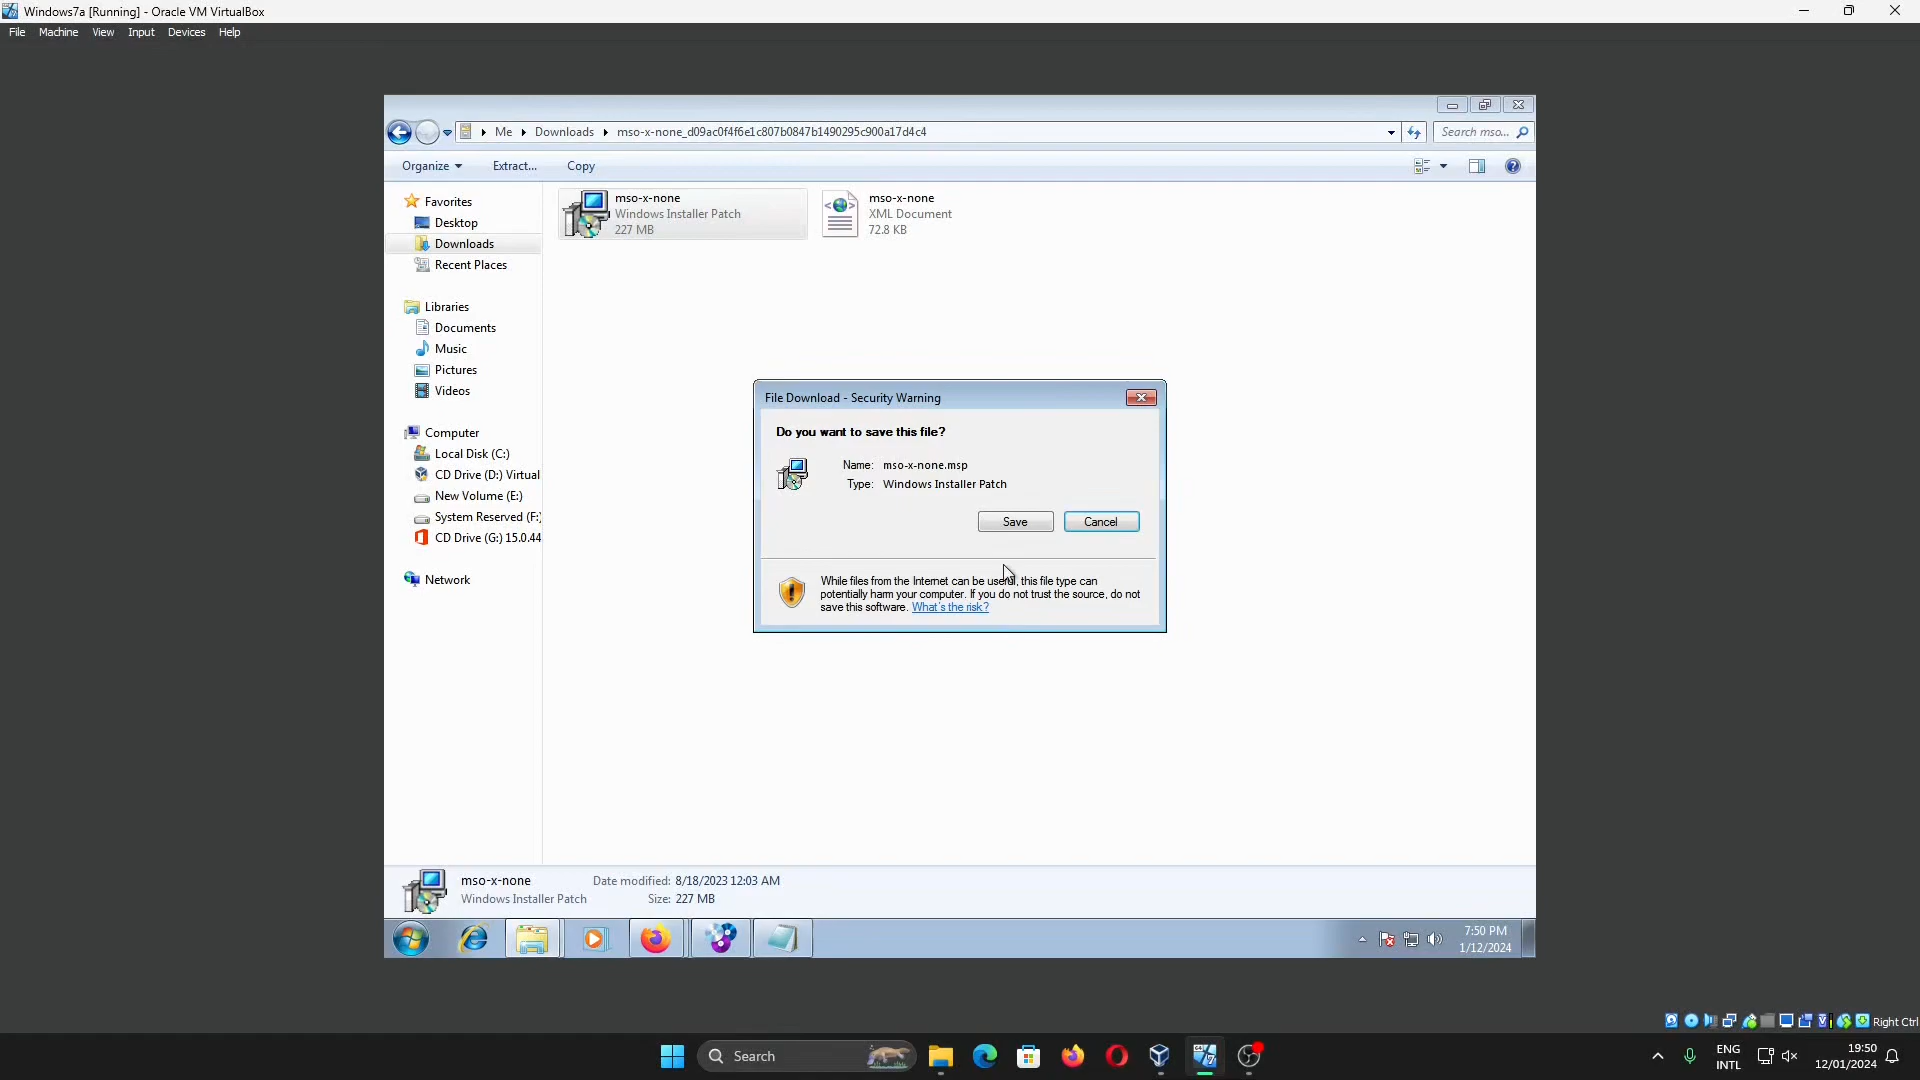 Windows7a [Running] - Oracle VM VirtualBox
File Machine View Input Devices Help
Me Downloads mso-x-none_d09ac0f4f6e1c807b0847b1490295c900a17d4c4
Search mso...
Organize Extract... Copy
Favorites
Desktop
Downloads
Recent Places
Libraries
Documents
Music
Pictures
Videos
Computer
Local Disk (C:)
CD Drive (D:) Virtual
New Volume (E:)
System Reserved (F:)
CD Drive (G:) 15.0.44
Network
mso-x-none
Windows Installer Patch
227 MB
mso-x-none
XML Document
72.8 KB
File Download - Security Warning
Do you want to save this file?
Name: mso-x-none.msp
Type: Windows Installer Patch
Save Cancel
While files from the Internet can be useful, this file type can
potentially harm your computer. If you do not trust the source, do not
save this software. What's the risk?
mso-x-none Date modified: 8/18/2023 12:03 AM
Windows Installer Patch Size: 227 MB
7:50 PM
1/12/2024
Right Ctrl
Search
ENG
INTL
19:50
12/01/2024